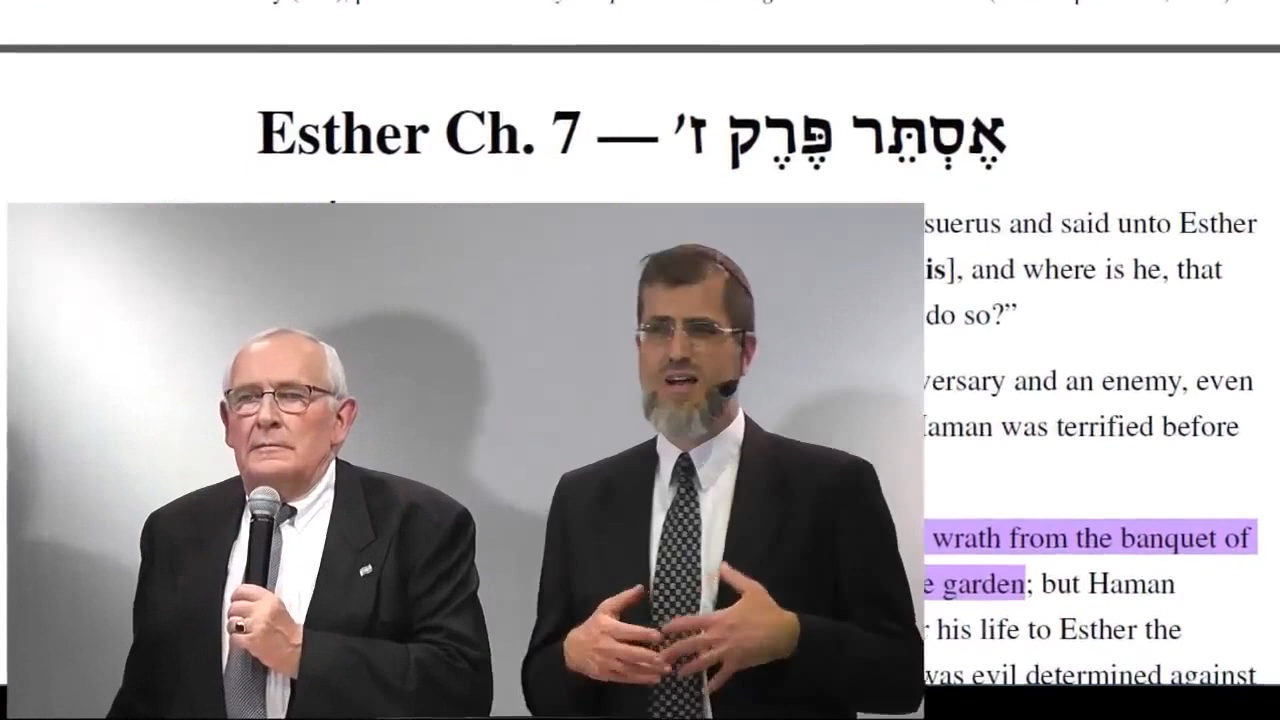 Esther Ch. 7 — אֶסְתֵּר פֶּרֶק ז׳
suerus and said unto Esther
is], and where is he, that
do so?”
versary and an enemy, even
Haman was terrified before
wrath from the banquet of
e garden; but Haman
r his life to Esther the
was evil determined against